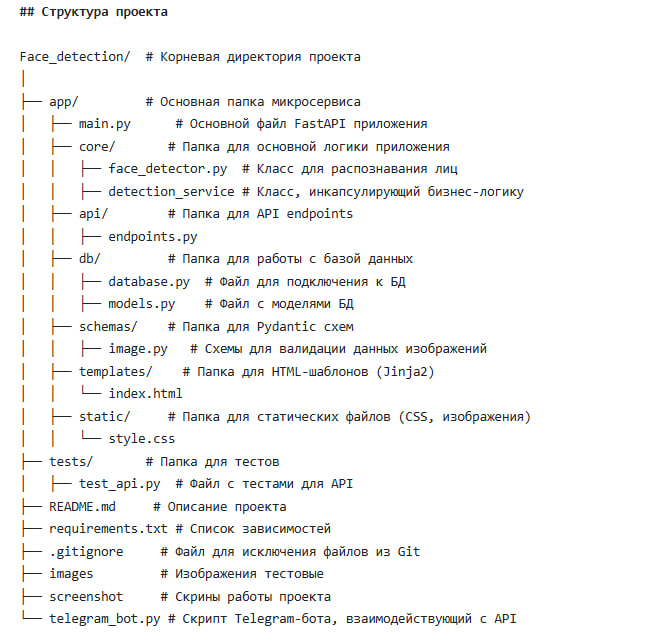 ## Структура проекта
Face_detection/  # Корневая директория проекта
│
├── app/         # Основная папка микросервиса
│   ├── main.py      # Основной файл FastAPI приложения
│   ├── core/       # Папка для основной логики приложения
│   │   ├── face_detector.py  # Класс для распознавания лиц
│   │   ├── detection_service # Класс, инкапсулирующий бизнес-логику
│   ├── api/        # Папка для API endpoints
│   │   ├── endpoints.py
│   ├── db/         # Папка для работы с базой данных
│   │   ├── database.py  # Файл для подключения к БД
│   │   ├── models.py    # Файл с моделями БД
│   ├── schemas/    # Папка для Pydantic схем
│   │   ├── image.py   # Схемы для валидации данных изображений
│   ├── templates/    # Папка для HTML-шаблонов (Jinja2)
│   │   └── index.html
│   ├── static/     # Папка для статических файлов (CSS, изображения)
│   │   └── style.css
├── tests/       # Папка для тестов
│   ├── test_api.py  # Файл с тестами для API
├── README.md     # Описание проекта
├── requirements.txt # Список зависимостей
├── .gitignore     # Файл для исключения файлов из Git
├── images         # Изображения тестовые
├── screenshot     # Скрины работы проекта
└── telegram_bot.py # Скрипт Telegram-бота, взаимодействующий с API